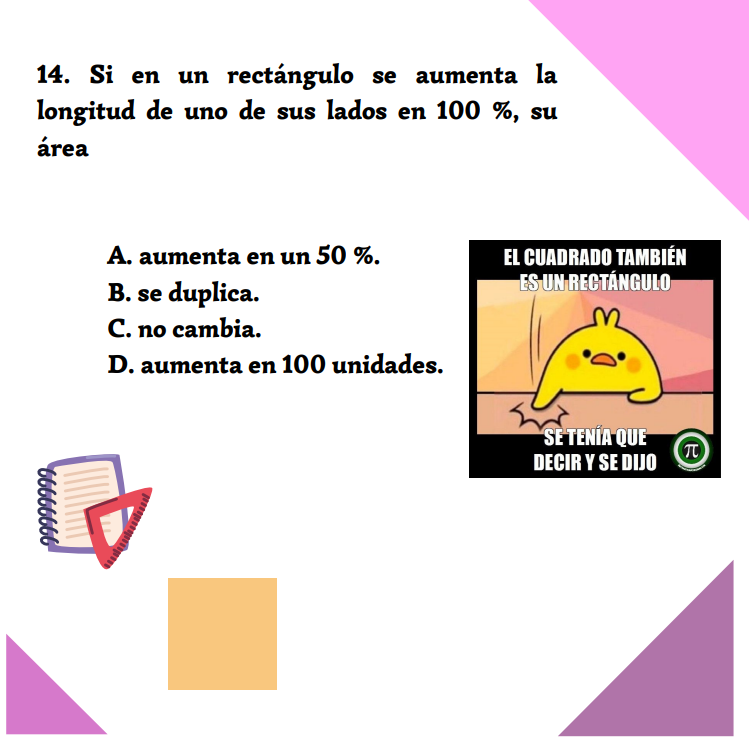 14. Si en un rectángulo se aumenta la
longitud de uno de sus lados en 100 %, su
área
A. aumenta en un 50 %.
B. se duplica.
C. no cambia.
D. aumenta en 100 unidades.
EL CUADRADO TAMBIÉN
ES UN RECTÁNGULO
SE TENÍA QUE
DECIR Y SE DIJO
π